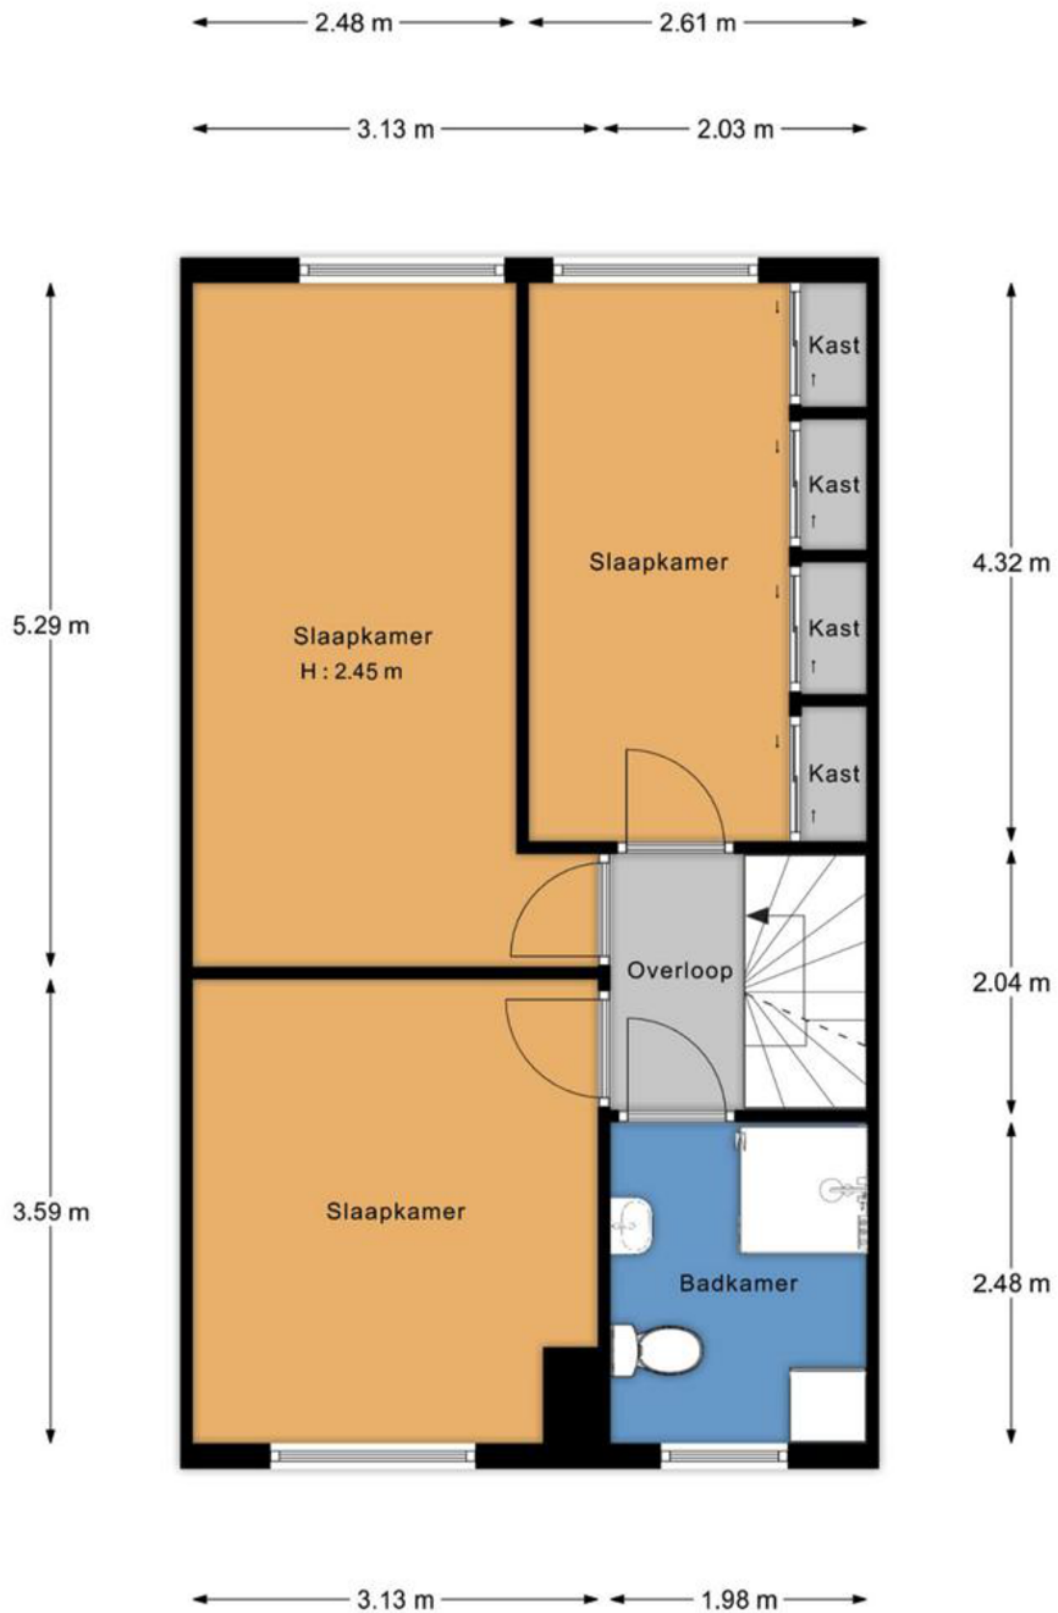 2.48 m
2.61 m
3.13 m
2.03 m
Kast
Kast
Slaapkamer
4.32 m
5.29 m
Slaapkamer
Kast
H : 2.45 m
Kast
Overloop
2.04 m
3.59 m
Slaapkamer
Badkamer
2.48 m
3.13 m
1.98 m